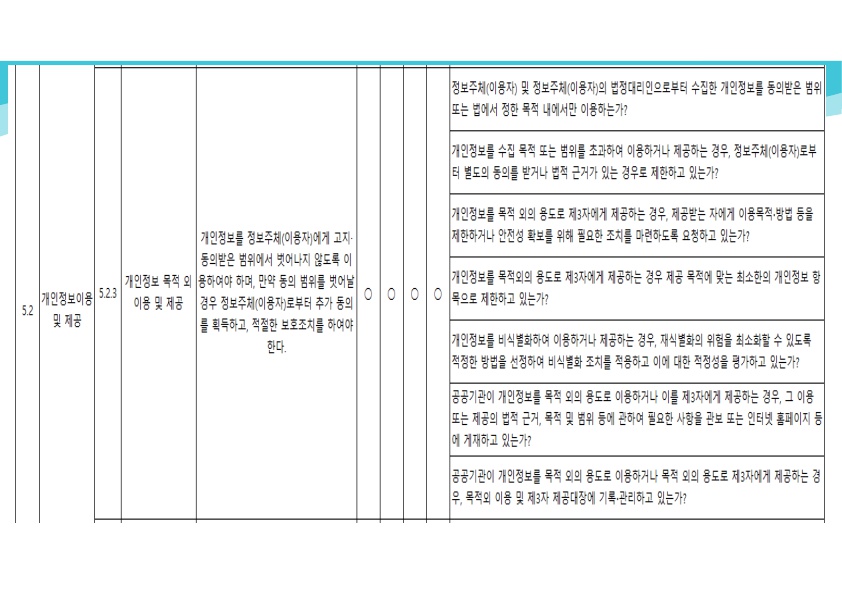 5.2
개인정보이용
및 제공
5.2.3
개인정보 목적 외
이용 및 제공
개인정보를 정보주체(이용자)에게 고지·
동의받은 범위에서 벗어나지 않도록 이
용하여야 하며, 만약 동의 범위를 벗어날
경우 정보주체(이용자)로부터 추가 동의
를 획득하고, 적절한 보호조치를 하여야
한다.
○ ○ ○ ○
정보주체(이용자) 및 정보주체(이용자)의 법정대리인으로부터 수집한 개인정보를 동의받은 범위
또는 법에서 정한 목적 내에서만 이용하는가?
개인정보를 수집 목적 또는 범위를 초과하여 이용하거나 제공하는 경우, 정보주체(이용자)로부
터 별도의 동의를 받거나 법적 근거가 있는 경우로 제한하고 있는가?
개인정보를 목적 외의 용도로 제3자에게 제공하는 경우, 제공받는 자에게 이용목적·방법 등을
제한하거나 안전성 확보를 위해 필요한 조치를 마련하도록 요청하고 있는가?
개인정보를 목적외의 용도로 제3자에게 제공하는 경우 제공 목적에 맞는 최소한의 개인정보 항
목으로 제한하고 있는가?
개인정보를 비식별화하여 이용하거나 제공하는 경우, 재식별화의 위험을 최소화할 수 있도록
적정한 방법을 선정하여 비식별화 조치를 적용하고 이에 대한 적정성을 평가하고 있는가?
공공기관이 개인정보를 목적 외의 용도로 이용하거나 이를 제3자에게 제공하는 경우, 그 이용
또는 제공의 법적 근거, 목적 및 범위 등에 관하여 필요한 사항을 관보 또는 인터넷 홈페이지 등
에 게재하고 있는가?
공공기관이 개인정보를 목적 외의 용도로 이용하거나 목적 외의 용도로 제3자에게 제공하는 경
우, 목적외 이용 및 제3자 제공대장에 기록·관리하고 있는가?